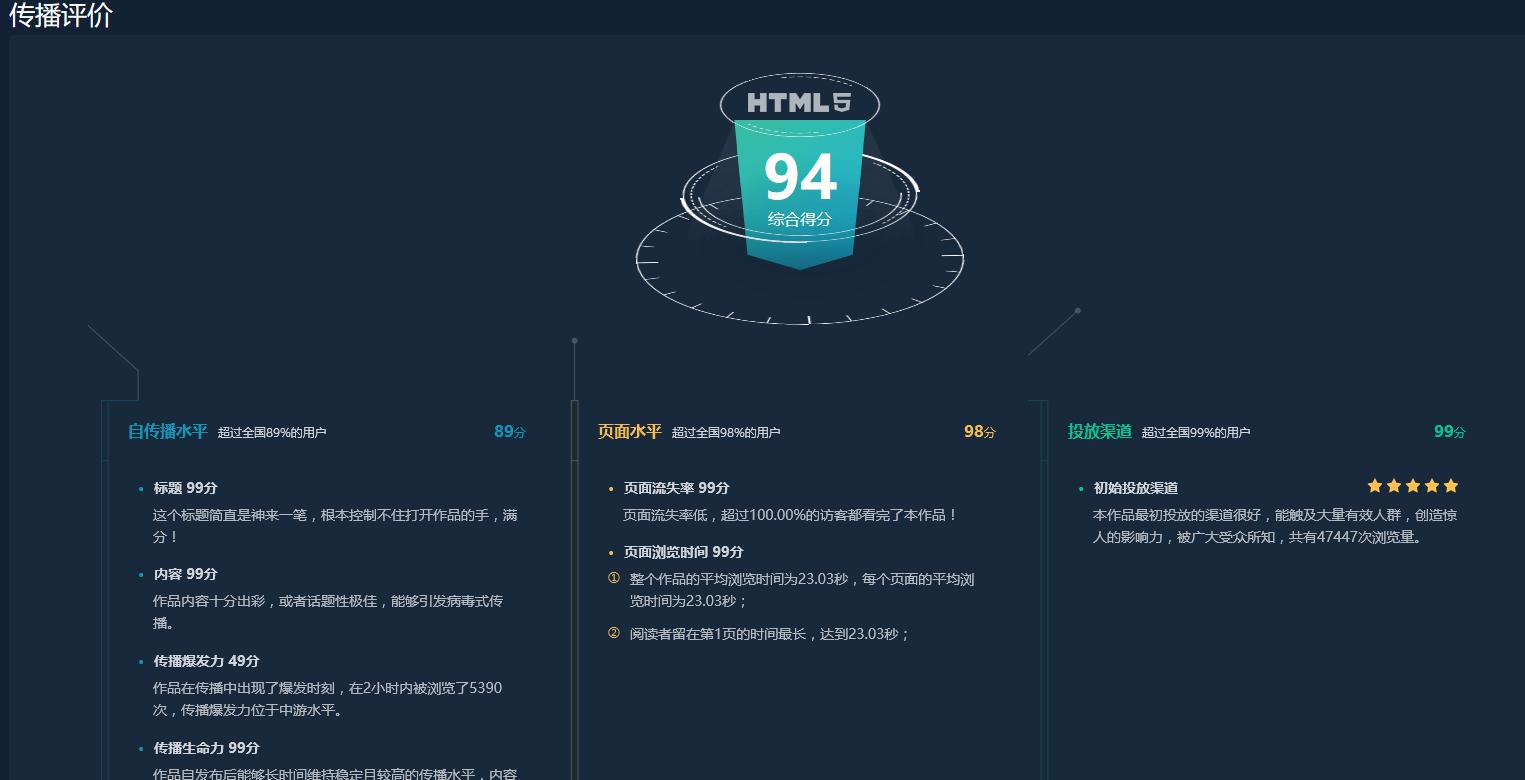 传播评价
HTML5
94
综合得分
自传播水平 超过全国89%的用户 89分
标题 99分
这个标题简直是神来一笔，根本控制不住打开作品的手，满
分！
内容 99分
作品内容十分出彩，或者话题性极佳，能够引发病毒式传
播。
传播爆发力 49分
作品在传播中出现了爆发时刻，在2小时内被浏览了5390
次，传播爆发力位于中游水平。
传播生命力 99分
作品自发布后能够长时间维持稳定且较高的传播水平，内容
页面水平 超过全国98%的用户 98分
页面流失率 99分
页面流失率低，超过100.00%的访客都看完了本作品！
页面浏览时间 99分
① 整个作品的平均浏览时间为23.03秒，每个页面的平均浏
览时间为23.03秒；
② 阅读者留在第1页的时间最长，达到23.03秒；
投放渠道 超过全国99%的用户 99分
初始投放渠道
本作品最初投放的渠道很好，能触及大量有效人群，创造惊
人的影响力，被广大受众所知，共有47447次浏览量。